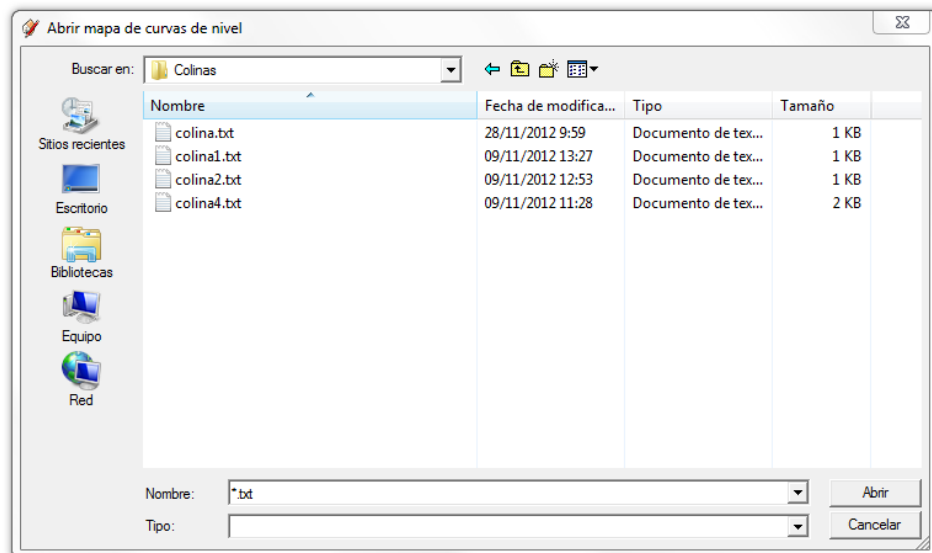 Abrir mapa de curvas de nivel
Buscar en: Colinas
Nombre Fecha de modifica... Tipo Tamaño
colina.txt 28/11/2012 9:59 Documento de tex... 1 KB
colina1.txt 09/11/2012 13:27 Documento de tex... 1 KB
colina2.txt 09/11/2012 12:53 Documento de tex... 1 KB
colina4.txt 09/11/2012 11:28 Documento de tex... 2 KB
Sitios recientes
Escritorio
Bibliotecas
Equipo
Red
Nombre: *.txt Abrir
Tipo: Cancelar